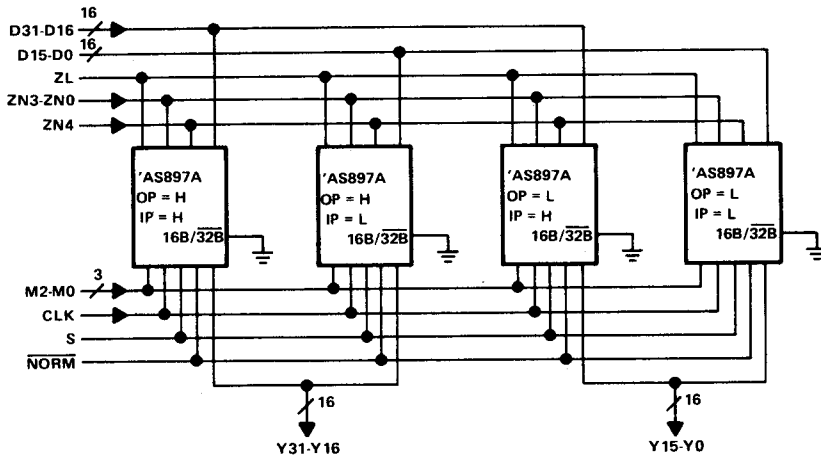 D31-D16 16
D15-D0 16
ZL
ZN3-ZN0
ZN4
'AS897A
OP = H
IP = H
16B/32B
'AS897A
OP = H
IP = L
16B/32B
'AS897A
OP = L
IP = H
16B/32B
'AS897A
OP = L
IP = L
16B/32B
M2-M0 3
CLK
S
NORM
16
Y31-Y16
16
Y15-Y0